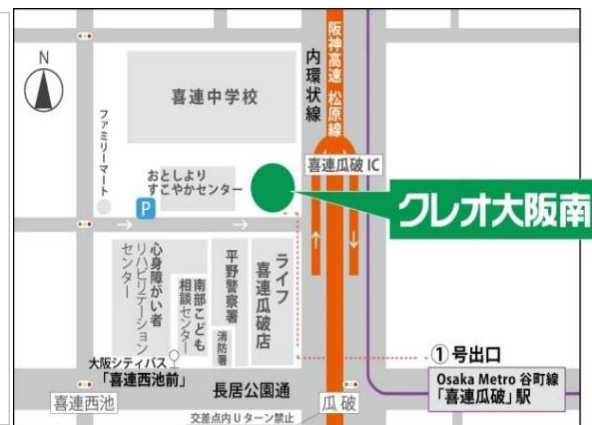 N
ファミリーマート
喜連中学校
おとしより
すこやかセンター
P
内環状線
阪神高速 松原線
喜連瓜破 IC
クレオ大阪南
心身障がい者
リハビリテーション
センター
南部こども
相談センター
平野警察署
消防署
ライフ
喜連瓜破店
大阪シティバス
「喜連西池前」
喜連西池
長居公園通
交差点内Uターン禁止
瓜破
①号出口
Osaka Metro 谷町線
「喜連瓜破」駅